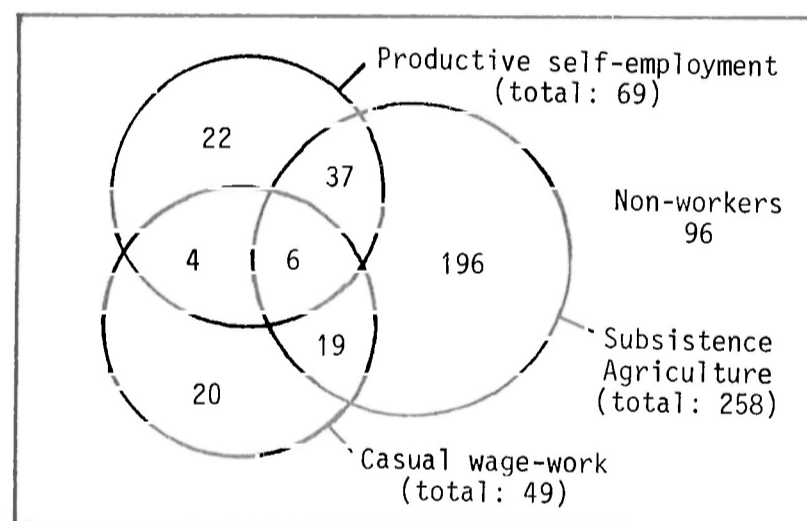 Productive self-employment
(total: 69)
22
37
Non-workers
96
4
6
196
19
Subsistence
Agriculture
(total: 258)
20
Casual wage-work
(total: 49)